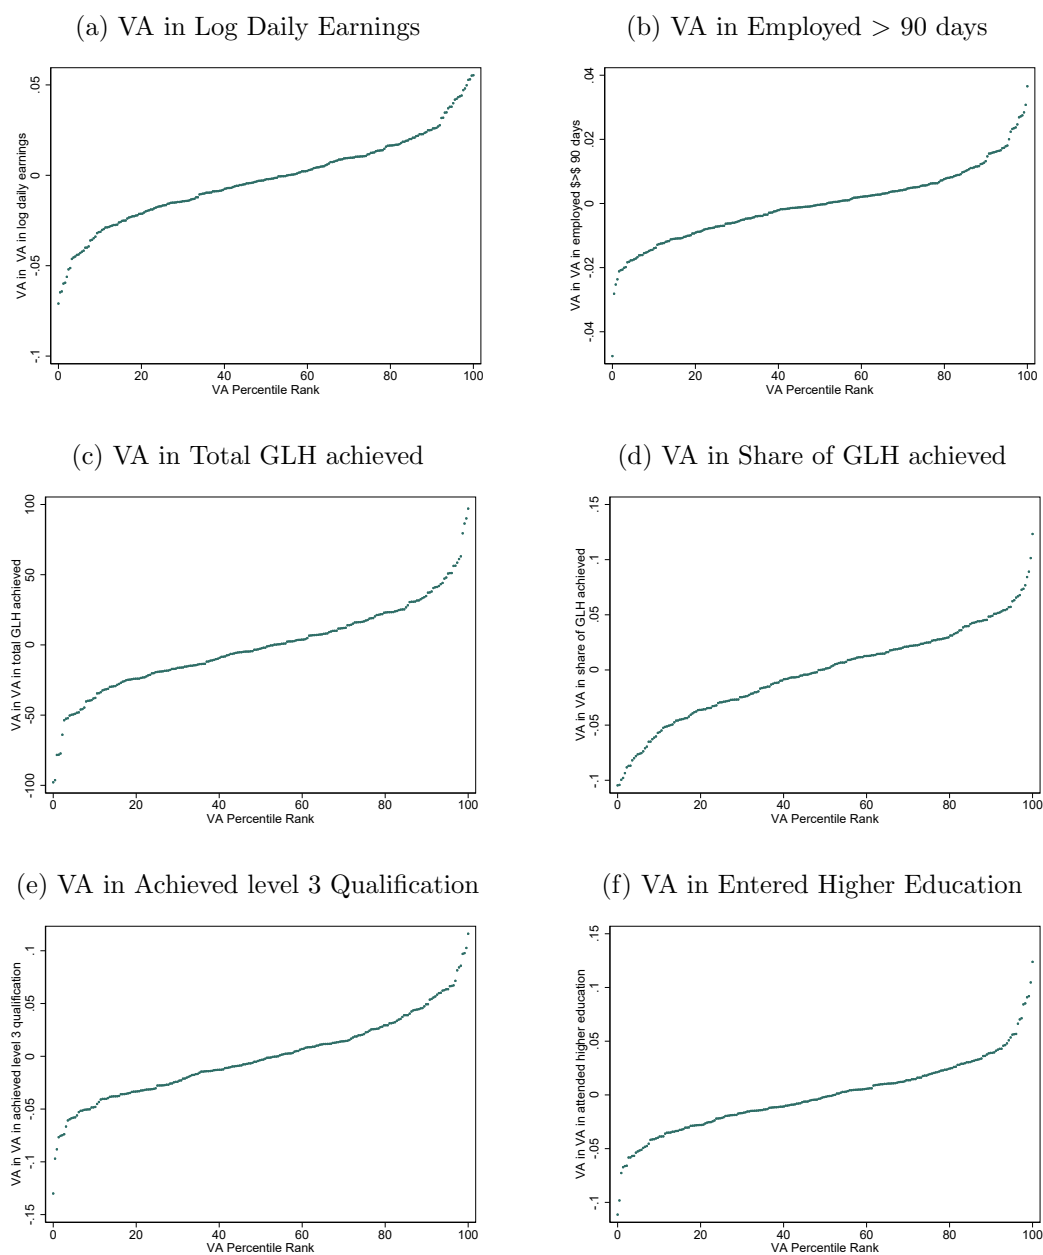 (a) VA in Log Daily Earnings
VA in VA in log daily earnings
.05
0
-.05
-.1
0 20 40 60 80 100
VA Percentile Rank
(b) VA in Employed > 90 days
VA in VA in employed $>$ 90 days
.04
.02
0
-.02
-.04
0 20 40 60 80 100
VA Percentile Rank
(c) VA in Total GLH achieved
VA in VA in total GLH achieved
100
50
0
-50
-100
0 20 40 60 80 100
VA Percentile Rank
(d) VA in Share of GLH achieved
VA in VA in share of GLH achieved
.15
.1
.05
0
-.05
-.1
0 20 40 60 80 100
VA Percentile Rank
(e) VA in Achieved level 3 Qualification
VA in VA in achieved level 3 qualification
.1
.05
0
-.05
-.1
-.15
0 20 40 60 80 100
VA Percentile Rank
(f) VA in Entered Higher Education
VA in VA in attended higher education
.15
.1
.05
0
-.05
-.1
0 20 40 60 80 100
VA Percentile Rank